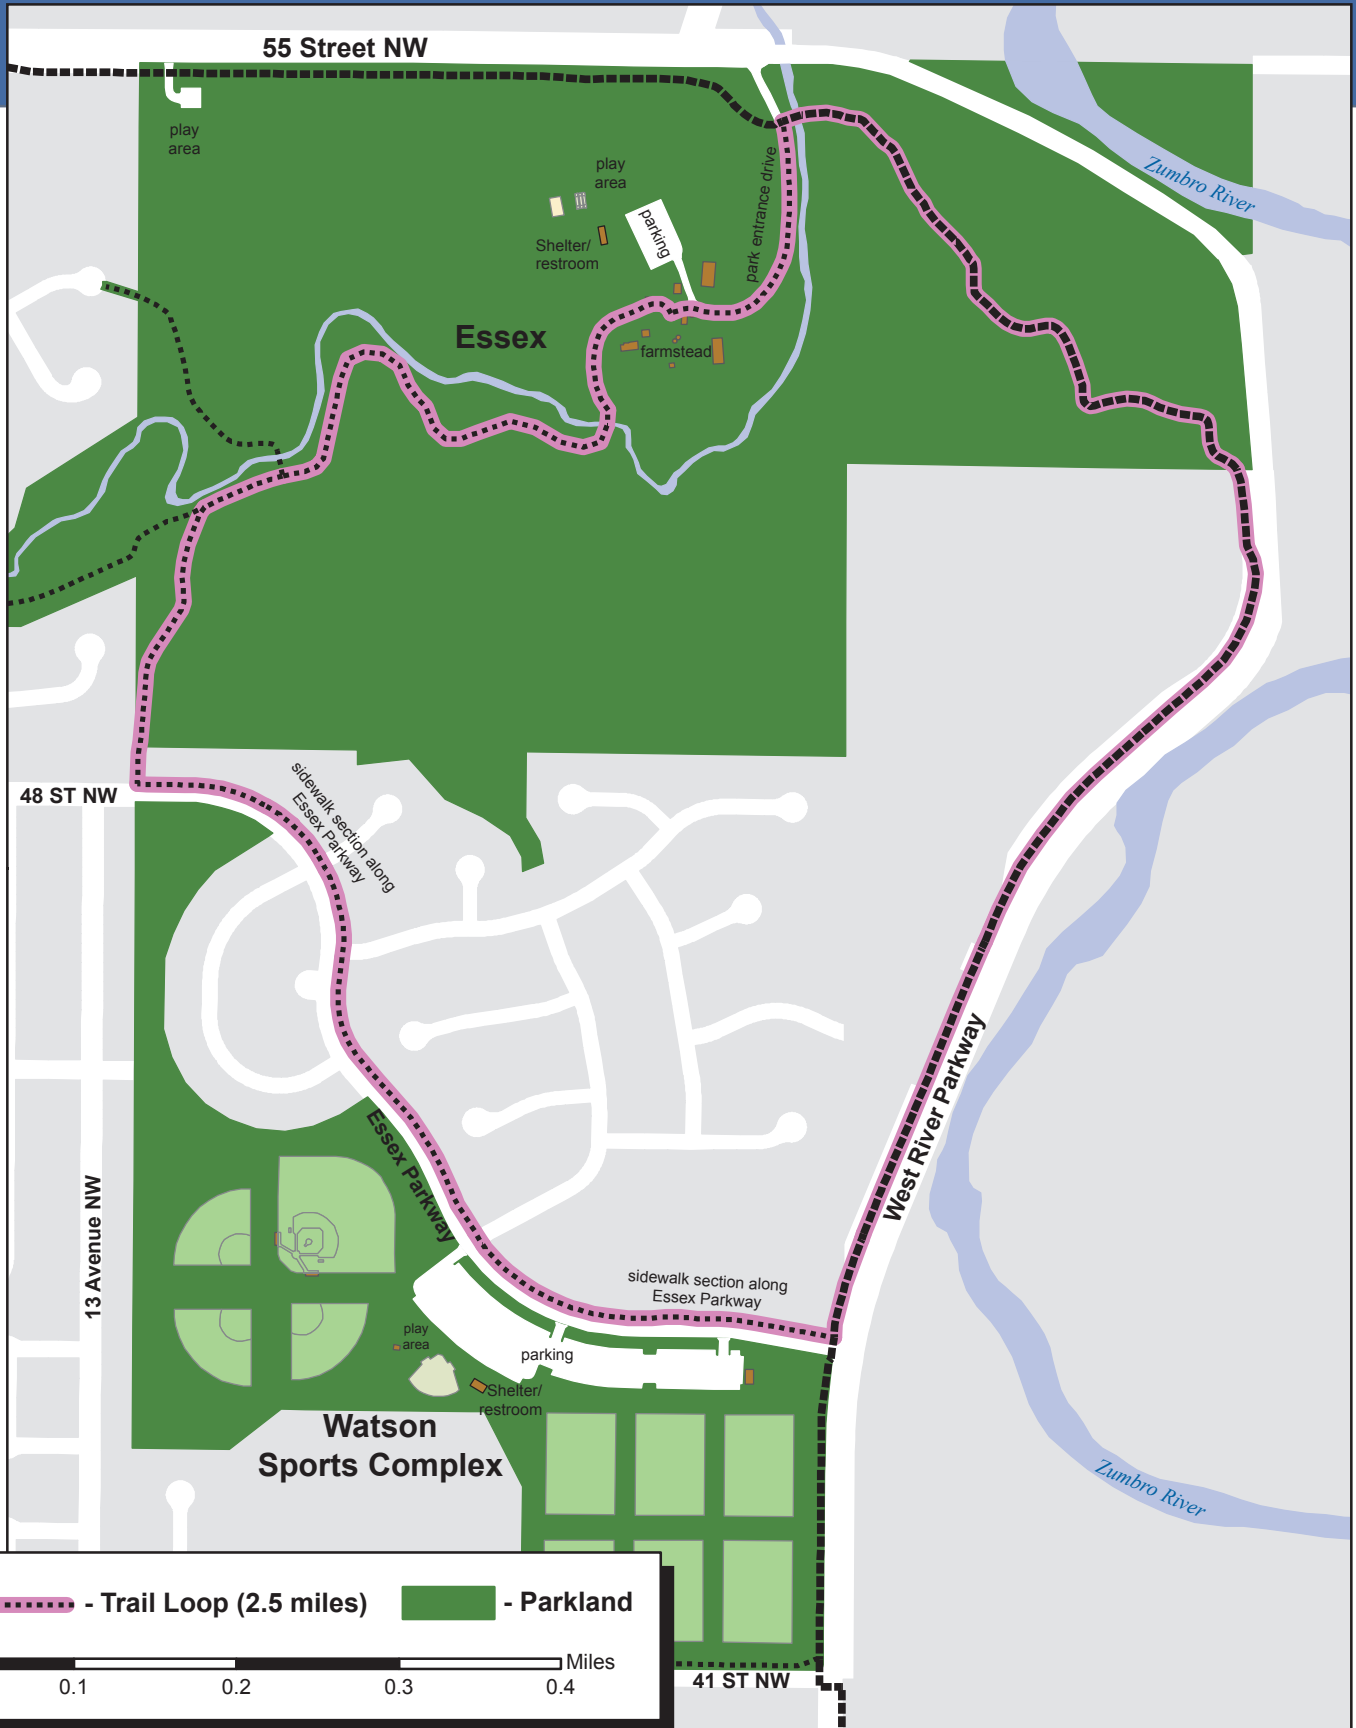 55 Street NW
play
area
play
area
Shelter/
restroom
parking
park entrance drive
Zumbro River
Essex
farmstead
48 ST NW
sidewalk section along
Essex Parkway
West River Parkway
Essex Parkway
13 Avenue NW
sidewalk section along
Essex Parkway
play
area
parking
Shelter/
restroom
Watson
Sports Complex
Zumbro River
- Trail Loop (2.5 miles)
- Parkland
Miles
0.1 0.2 0.3 0.4
41 ST NW